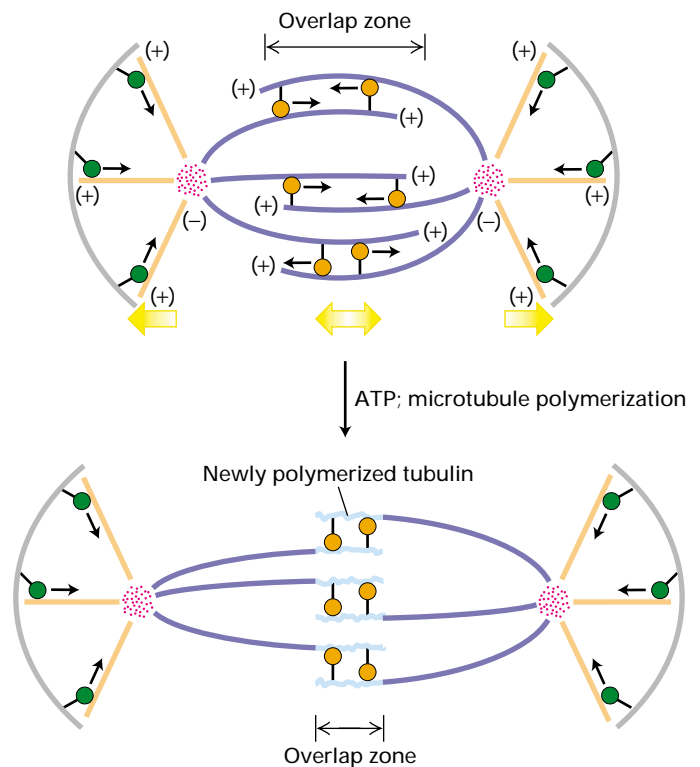 Overlap zone
(+) (+) (+) (+)
(+) (+)
(+) (+) (+) (+)
(−) (+) (+) (−)
(+) (+) (+)
ATP; microtubule polymerization
Newly polymerized tubulin
Overlap zone